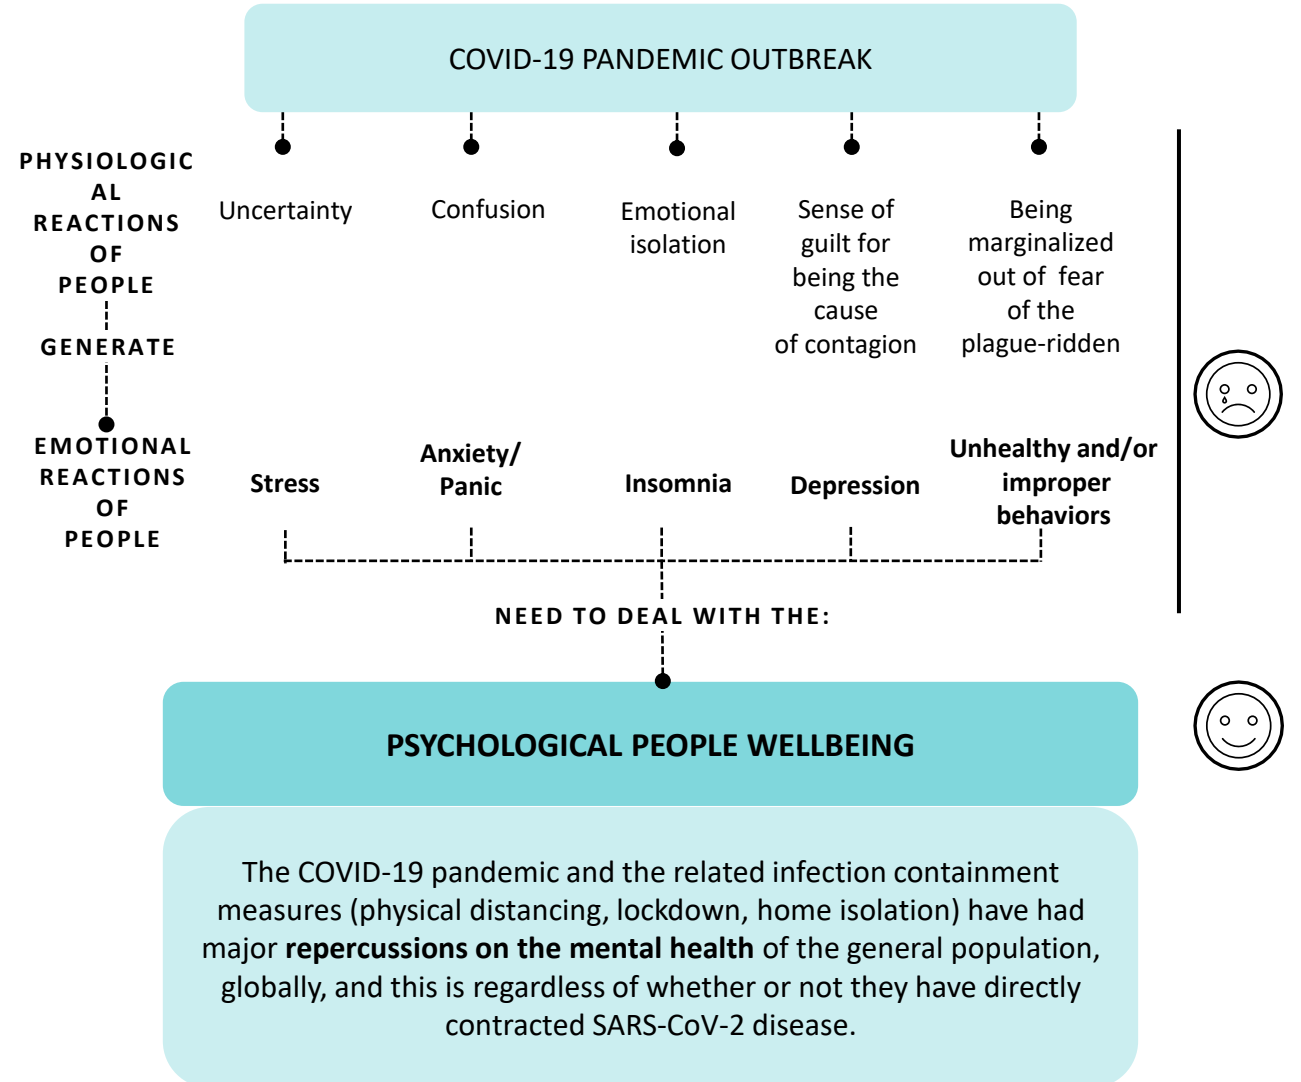 COVID-19 PANDEMIC OUTBREAK
PHYSIOLOGIC
AL
REACTIONS
OF
PEOPLE
Uncertainty
Confusion
Emotional
isolation
Sense of
guilt for
being the
cause
of contagion
Being
marginalized
out of fear
of the
plague-ridden
GENERATE
EMOTIONAL
REACTIONS
OF
PEOPLE
Stress
Anxiety/
Panic
Insomnia
Depression
Unhealthy and/or
improper
behaviors
NEED TO DEAL WITH THE:
PSYCHOLOGICAL PEOPLE WELLBEING
The COVID-19 pandemic and the related infection containment
measures (physical distancing, lockdown, home isolation) have had
major repercussions on the mental health of the general population,
globally, and this is regardless of whether or not they have directly
contracted SARS-CoV-2 disease.